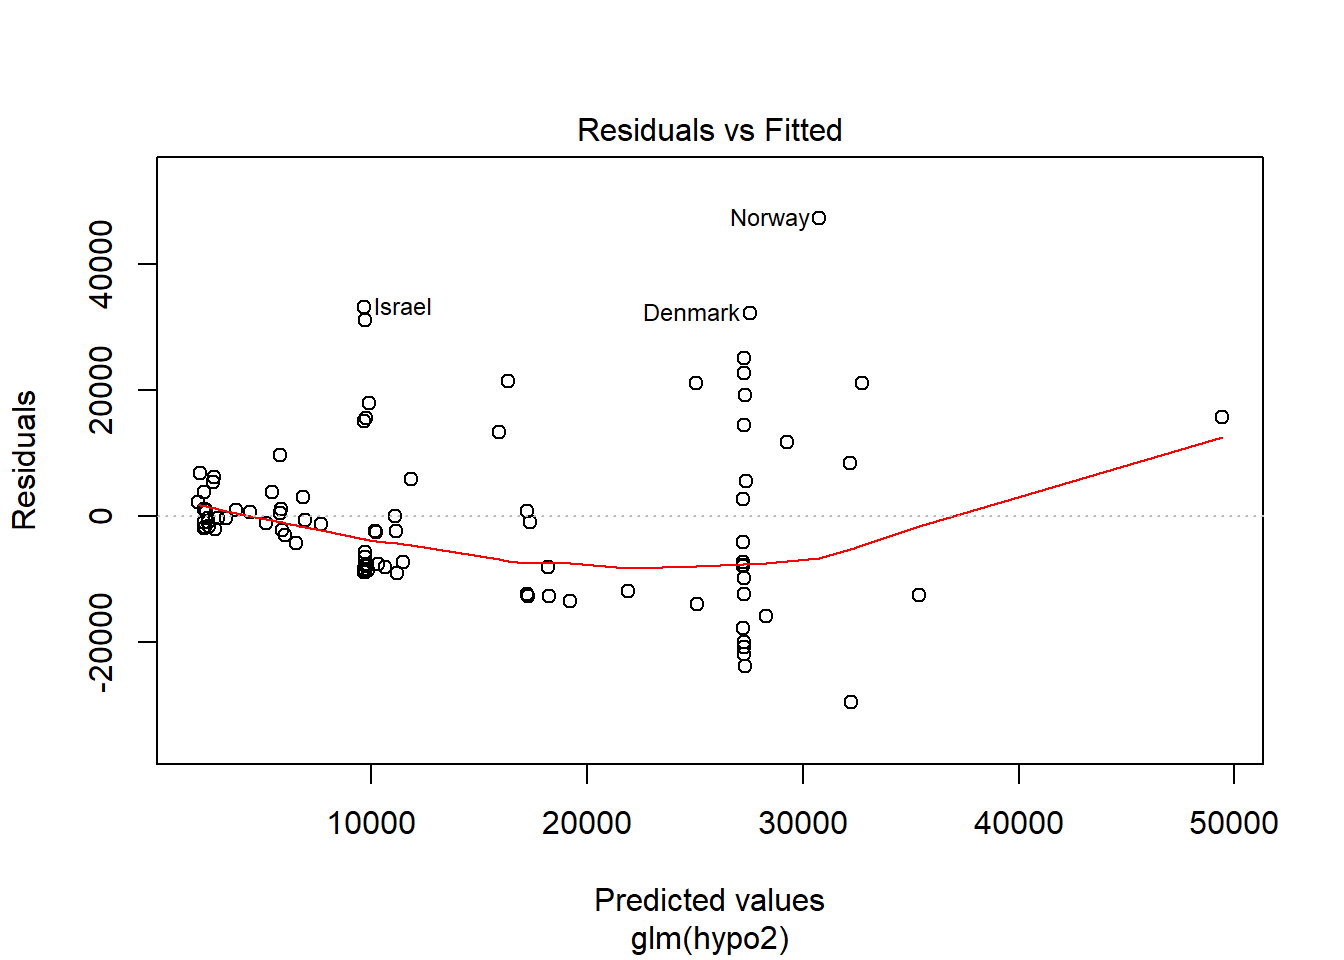 Residuals vs Fitted
Residuals
40000
20000
0
-20000
Norway
Israel
Denmark
10000
20000
30000
40000
50000
Predicted values
glm(hypo2)